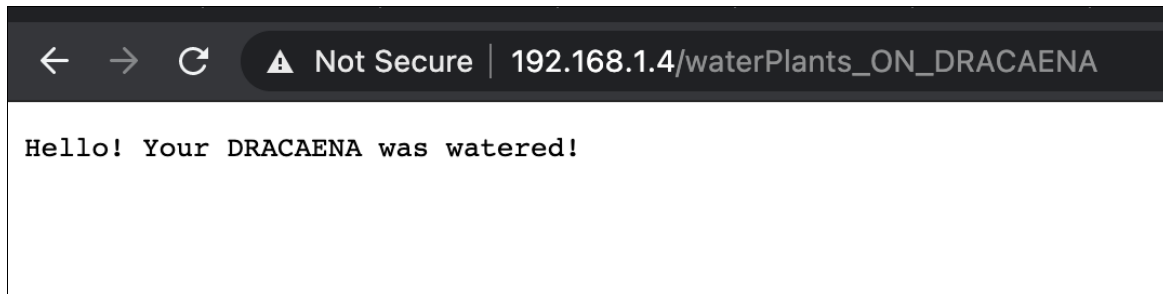 Not Secure | 192.168.1.4/waterPlants_ON_DRACAENA
Hello! Your DRACAENA was watered!